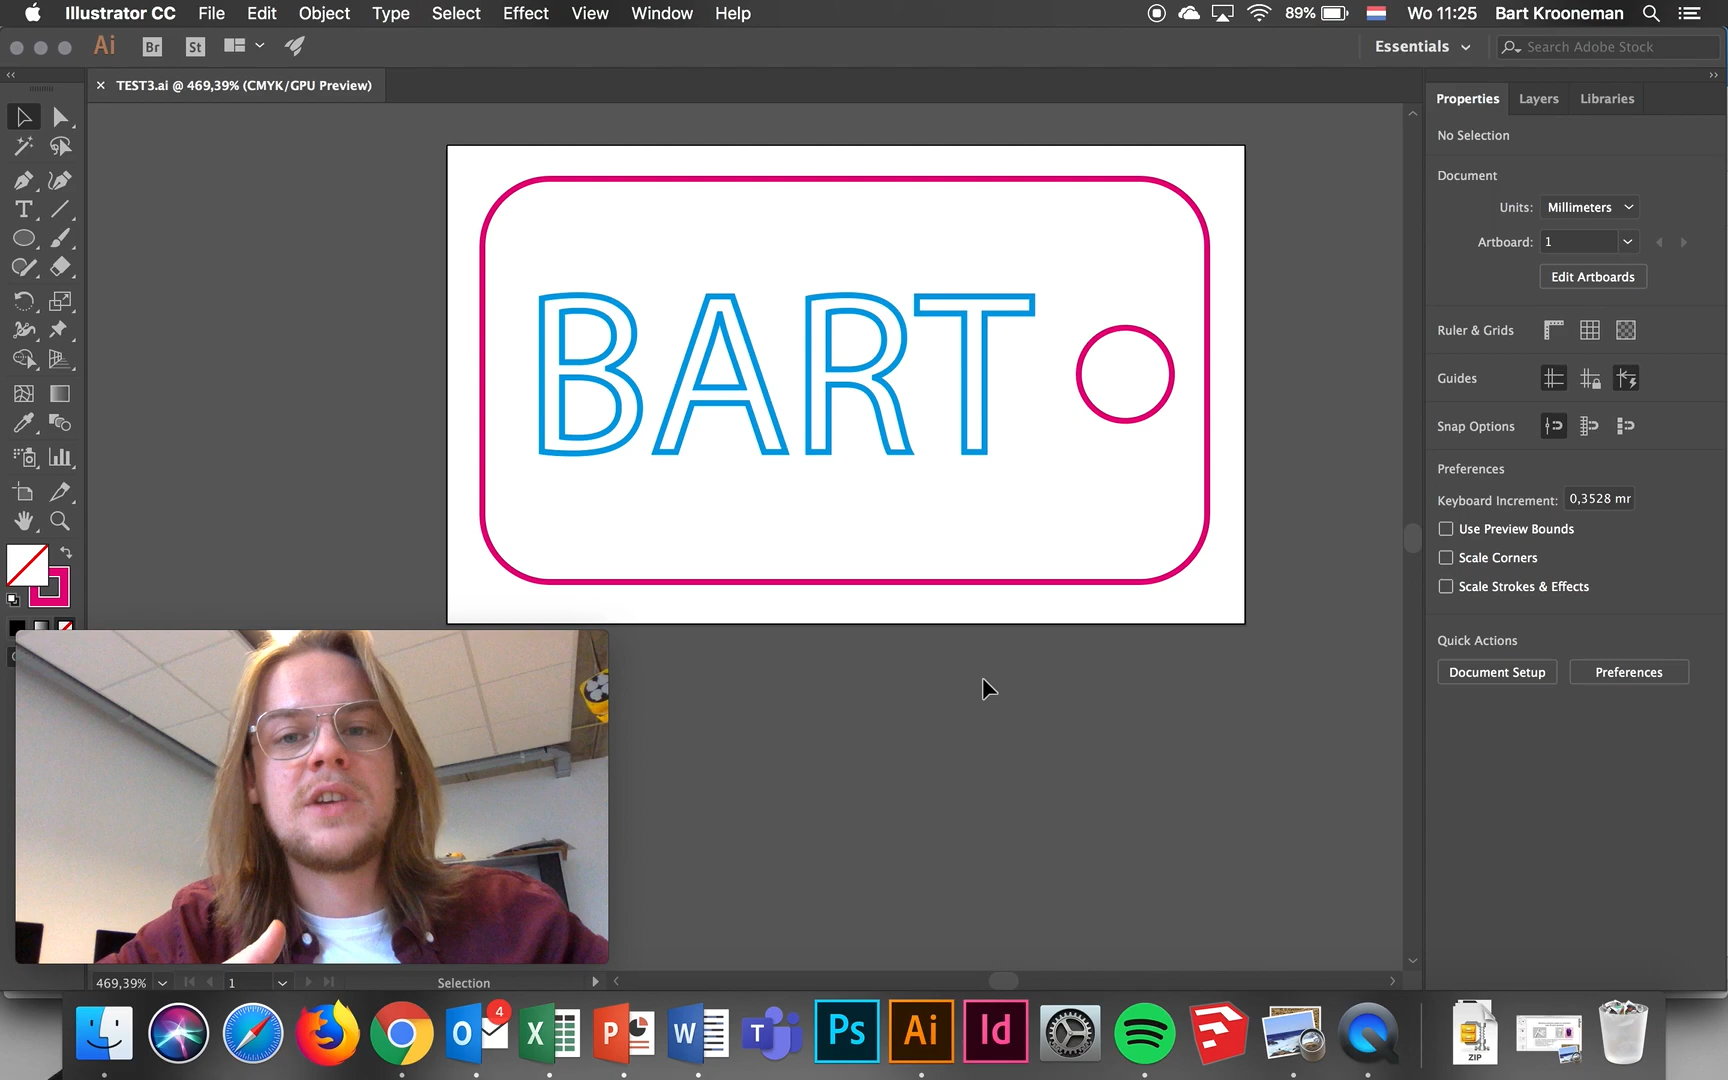 Illustrator CC File Edit Object Type Select Effect View Window Help 89% Wo 11:25 Bart Krooneman
Ai Br St Essentials Search Adobe Stock
TEST3.ai @ 469,39% (CMYK/GPU Preview)
Properties Layers Libraries
No Selection
Document
Units: Millimeters
Artboard: 1
Edit Artboards
Ruler & Grids
Guides
Snap Options
Preferences
Keyboard Increment: 0,3528 mr
Use Preview Bounds
Scale Corners
Scale Strokes & Effects
Quick Actions
Document Setup Preferences
BART
469,39% 1 Selection
4
O X P W T Ps Ai Id ZIP